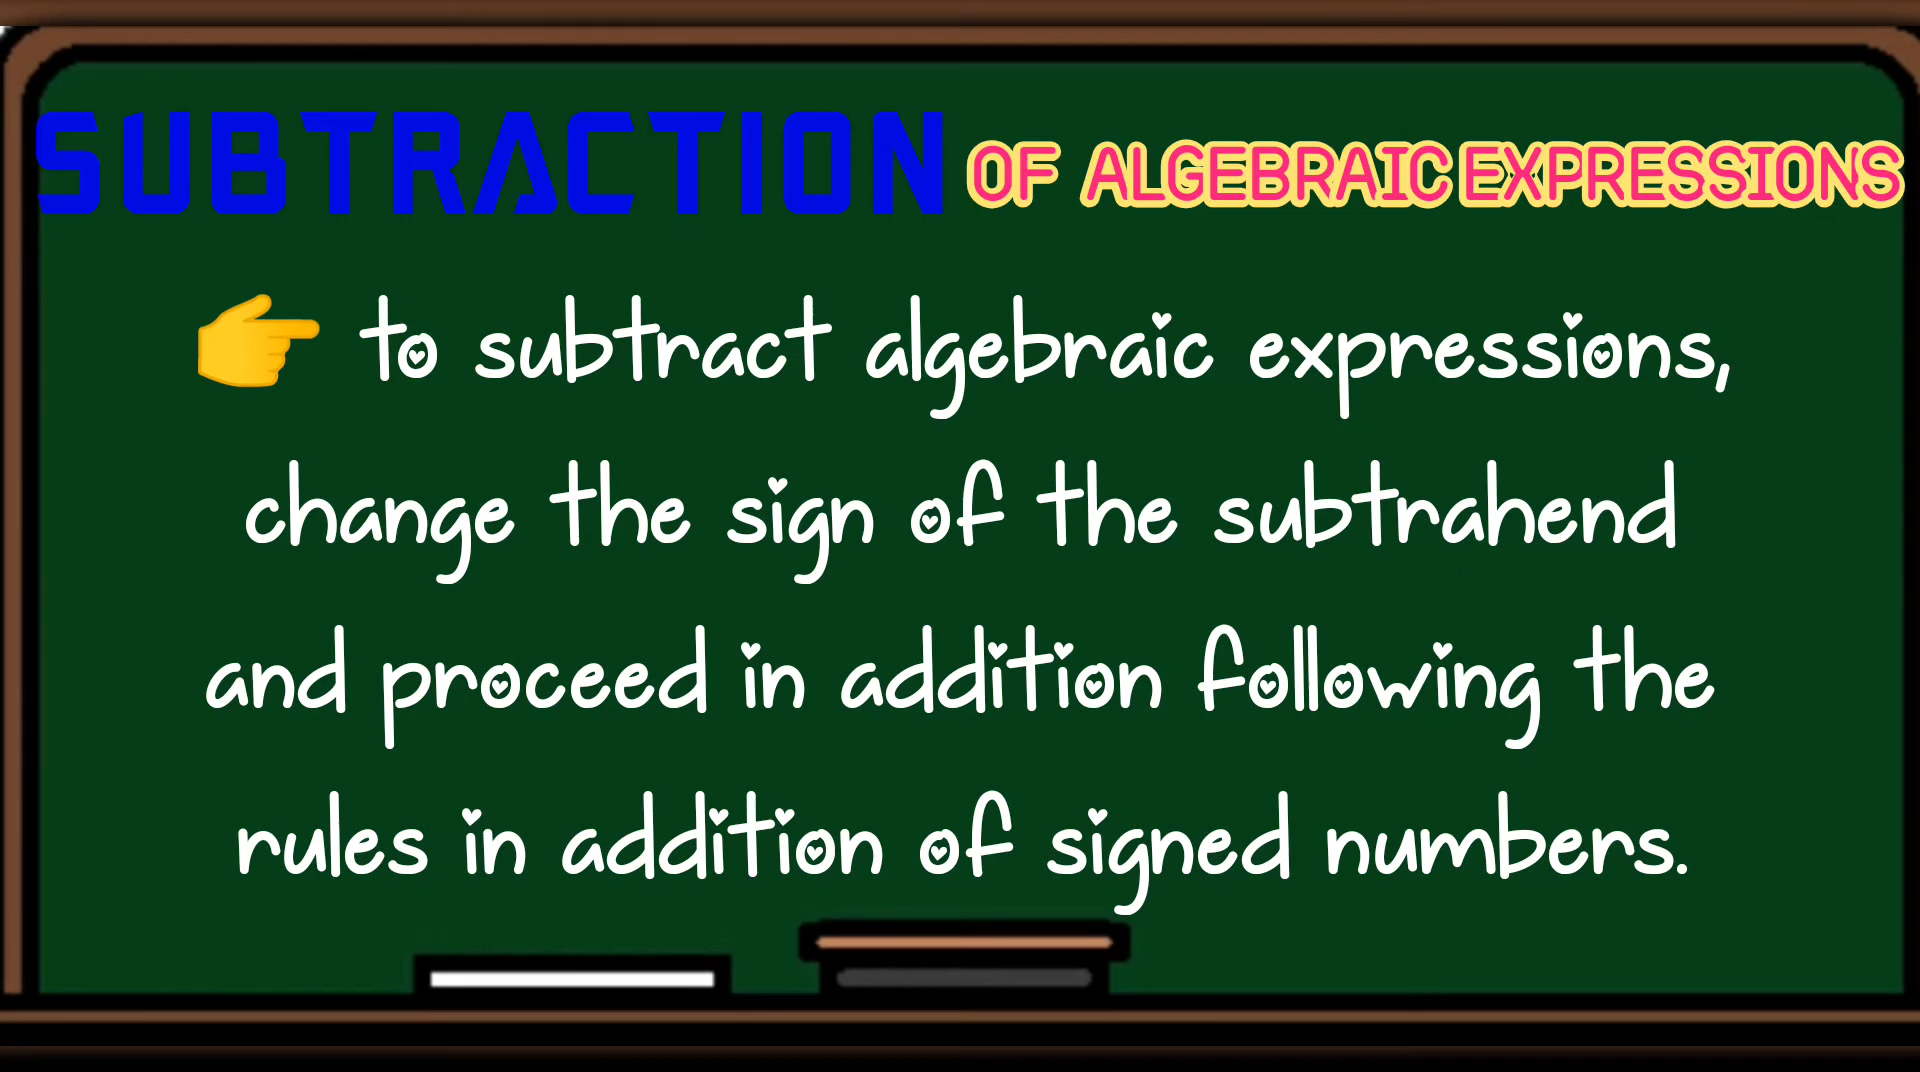 SUBTRACTION OF ALGEBRAIC EXPRESSIONS
👉 to subtract algebraic expressions,
change the sign of the subtrahend
and proceed in addition following the
rules in addition of signed numbers.